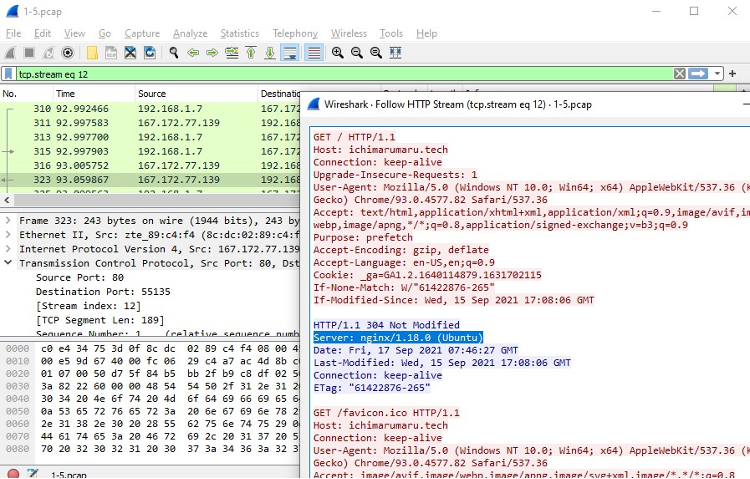 1-5.pcap
File Edit View Go Capture Analyze Statistics Telephony Wireless Tools Help
tcp.stream eq 12
No. Time Source
310 92.992466 192.168.1.7 167.172
311 92.997583 167.172.77.139 192.168
313 92.997700 192.168.1.7 167.172
315 92.997903 192.168.1.7 167.172
316 93.005752 167.172.77.139 192.168
323 93.059867 167.172.77.139 192.168
Frame 323: 243 bytes on wire (1944 bits), 243 by
Ethernet II, Src: zte_89:c4:f4 (8c:dc:02:89:c4:f
Internet Protocol Version 4, Src: 167.172.77.139
Transmission Control Protocol, Src Port: 80, Dst
Source Port: 80
Destination Port: 55135
[Stream index: 12]
[TCP Segment Len: 189]
0000 c0 e4 34 75 3d 0f 8c dc 02 89 c4 f4 08 00 4
0010 00 e5 9d 67 40 00 fc 06 29 c4 a7 ac 4d 8b c
0020 01 07 00 50 d7 5f 84 b5 bb 2f b9 c8 df 02 5
0030 3a 82 22 60 00 00 48 54 54 50 2f 31 2e 31 2
0040 30 34 20 4e 6f 74 20 4d 6f 64 69 66 69 65 6
0050 0a 53 65 72 76 65 72 3a 20 6e 67 69 6e 78 2
0060 2e 31 38 2e 30 20 28 55 62 75 6e 74 75 29 0
0070 44 61 74 65 3a 20 46 72 69 2c 20 31 37 20 5
0080 70 20 32 30 32 31 20 30 37 3a 34 36 3a 32 3
1-5.pcap
Wireshark · Follow HTTP Stream (tcp.stream eq 12) · 1-5.pcap
GET / HTTP/1.1
Host: ichimarumaru.tech
Connection: keep-alive
Upgrade-Insecure-Requests: 1
User-Agent: Mozilla/5.0 (Windows NT 10.0; Win64; x64) AppleWebKit/537.36 (K
Gecko) Chrome/93.0.4577.82 Safari/537.36
Accept: text/html,application/xhtml+xml,application/xml;q=0.9,image/avif,im
webp,image/apng,*/*;q=0.8,application/signed-exchange;v=b3;q=0.9
Purpose: prefetch
Accept-Encoding: gzip, deflate
Accept-Language: en-US,en;q=0.9
Cookie: _ga=GA1.2.1640114879.1631702115
If-None-Match: W/"61422876-265"
If-Modified-Since: Wed, 15 Sep 2021 17:08:06 GMT
HTTP/1.1 304 Not Modified
Server: nginx/1.18.0 (Ubuntu)
Date: Fri, 17 Sep 2021 07:46:27 GMT
Last-Modified: Wed, 15 Sep 2021 17:08:06 GMT
Connection: keep-alive
ETag: "61422876-265"
GET /favicon.ico HTTP/1.1
Host: ichimarumaru.tech
Connection: keep-alive
User-Agent: Mozilla/5.0 (Windows NT 10.0; Win64; x64) AppleWebKit/537.36 (K
Gecko) Chrome/93.0.4577.82 Safari/537.36
Accept: image/avif,image/webp,image/apng,image/svg+xml,image/*,*/*;q=0.8